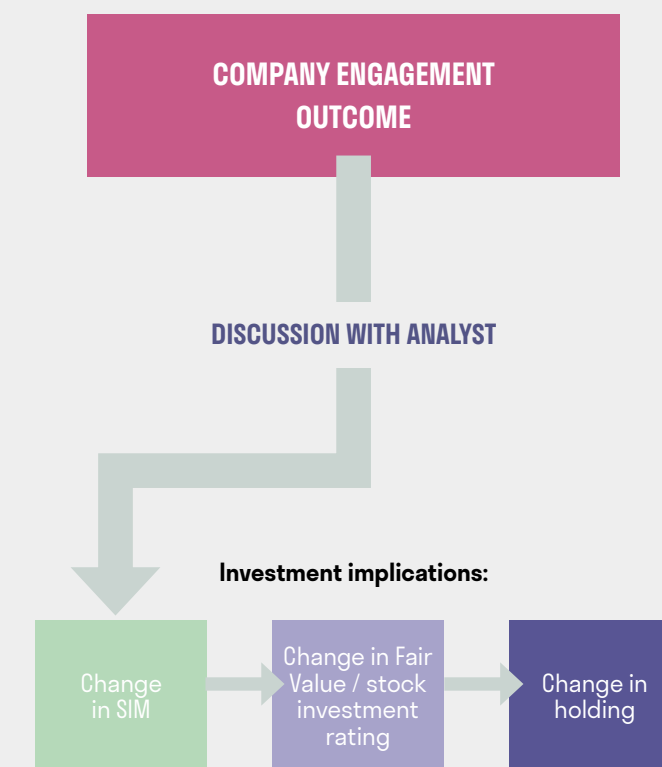 COMPANY ENGAGEMENT
OUTCOME
DISCUSSION WITH ANALYST
Investment implications:
Change
in SIM
Change in Fair
Value / stock
investment
rating
Change in
holding